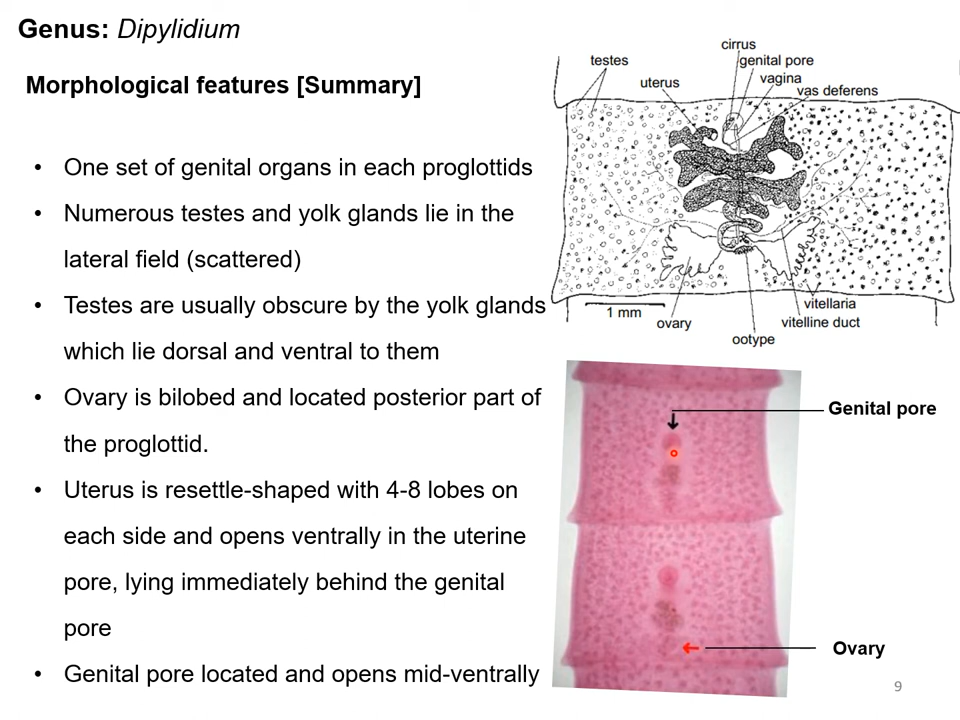 Genus: Dipylidium
Morphological features [Summary]
• One set of genital organs in each proglottids
• Numerous testes and yolk glands lie in the
lateral field (scattered)
• Testes are usually obscure by the yolk glands
which lie dorsal and ventral to them
• Ovary is bilobed and located posterior part of
the proglottid.
• Uterus is resettle-shaped with 4-8 lobes on
each side and opens ventrally in the uterine
pore, lying immediately behind the genital
pore
• Genital pore located and opens mid-ventrally
cirrus
testes
genital pore
uterus
vagina
vas deferens
1 mm
ovary
ootype
vitellaria
vitelline duct
Genital pore
Ovary
9